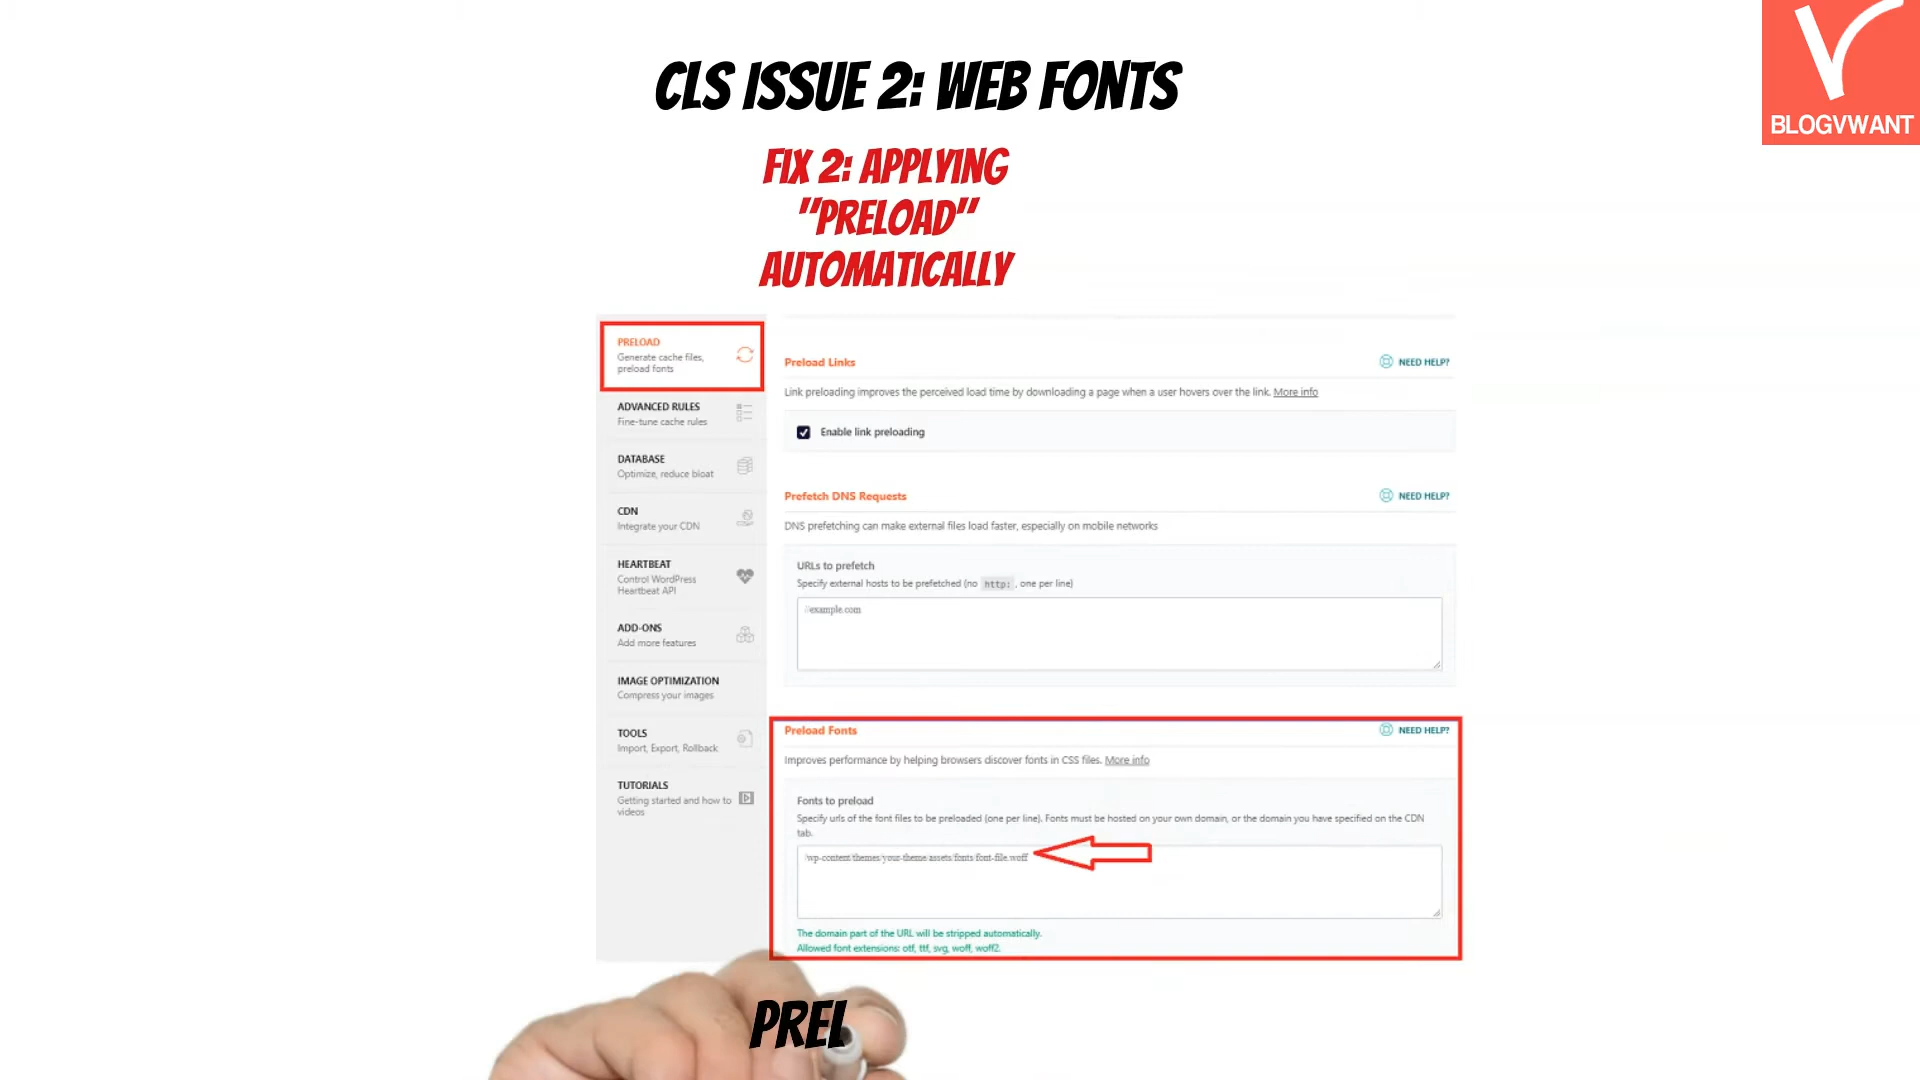 CLS ISSUE 2: WEB FONTS
BLOGVWANT
FIX 2: APPLYING
"PRELOAD"
AUTOMATICALLY
PRELOAD
Generate cache files,
preload fonts
ADVANCED RULES
Fine-tune cache rules
DATABASE
Optimize, reduce bloat
CDN
Integrate your CDN
HEARTBEAT
Control WordPress
Heartbeat API
ADD-ONS
Add more features
IMAGE OPTIMIZATION
Compress your images
TOOLS
Import, Export, Rollback
TUTORIALS
Getting started and how to
videos
Preload Links
NEED HELP?
Link preloading improves the perceived load time by downloading a page when a user hovers over the link. More info
Enable link preloading
Prefetch DNS Requests
NEED HELP?
DNS prefetching can make external files load faster, especially on mobile networks
URLs to prefetch
Specify external hosts to be prefetched (no http:, one per line)
//example.com
Preload Fonts
NEED HELP?
Improves performance by helping browsers discover fonts in CSS files. More info
Fonts to preload
Specify urls of the font files to be preloaded (one per line). Fonts must be hosted on your own domain, or the domain you have specified on the CDN
tab.
/wp-content/themes/your-theme/assets/fonts/font-file.woff
The domain part of the URL will be stripped automatically.
Allowed font extensions: otf, ttf, svg, woff, woff2.
PREL